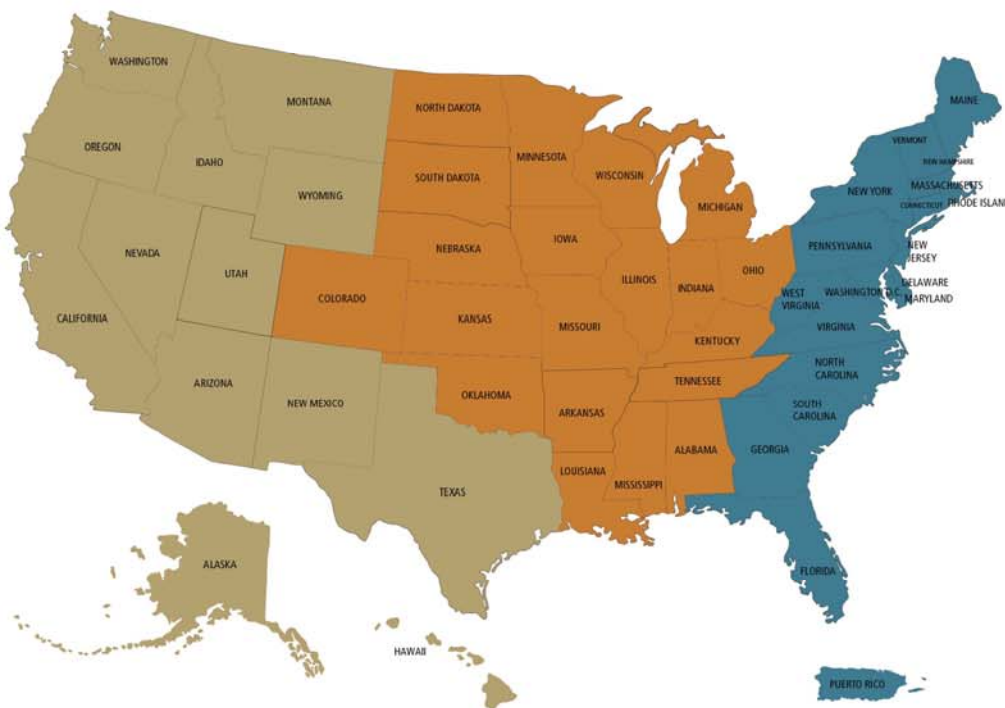 WASHINGTON
MONTANA
NORTH DAKOTA
MAINE
OREGON
IDAHO
MINNESOTA
VERMONT
NEW HAMPSHIRE
SOUTH DAKOTA
WISCONSIN
WYOMING
NEW YORK
MASSACHUSETTS
CONNECTICUT
RHODE ISLAND
MICHIGAN
NEVADA
NEBRASKA
IOWA
PENNSYLVANIA
NEW
JERSEY
UTAH
ILLINOIS
INDIANA
OHIO
COLORADO
DELAWARE
WEST
VIRGINIA
WASHINGTON D.C.
MARYLAND
CALIFORNIA
KANSAS
MISSOURI
VIRGINIA
KENTUCKY
ARIZONA
NEW MEXICO
OKLAHOMA
ARKANSAS
TENNESSEE
NORTH
CAROLINA
SOUTH
CAROLINA
TEXAS
LOUISIANA
MISSISSIPPI
ALABAMA
GEORGIA
ALASKA
FLORIDA
HAWAII
PUERTO RICO